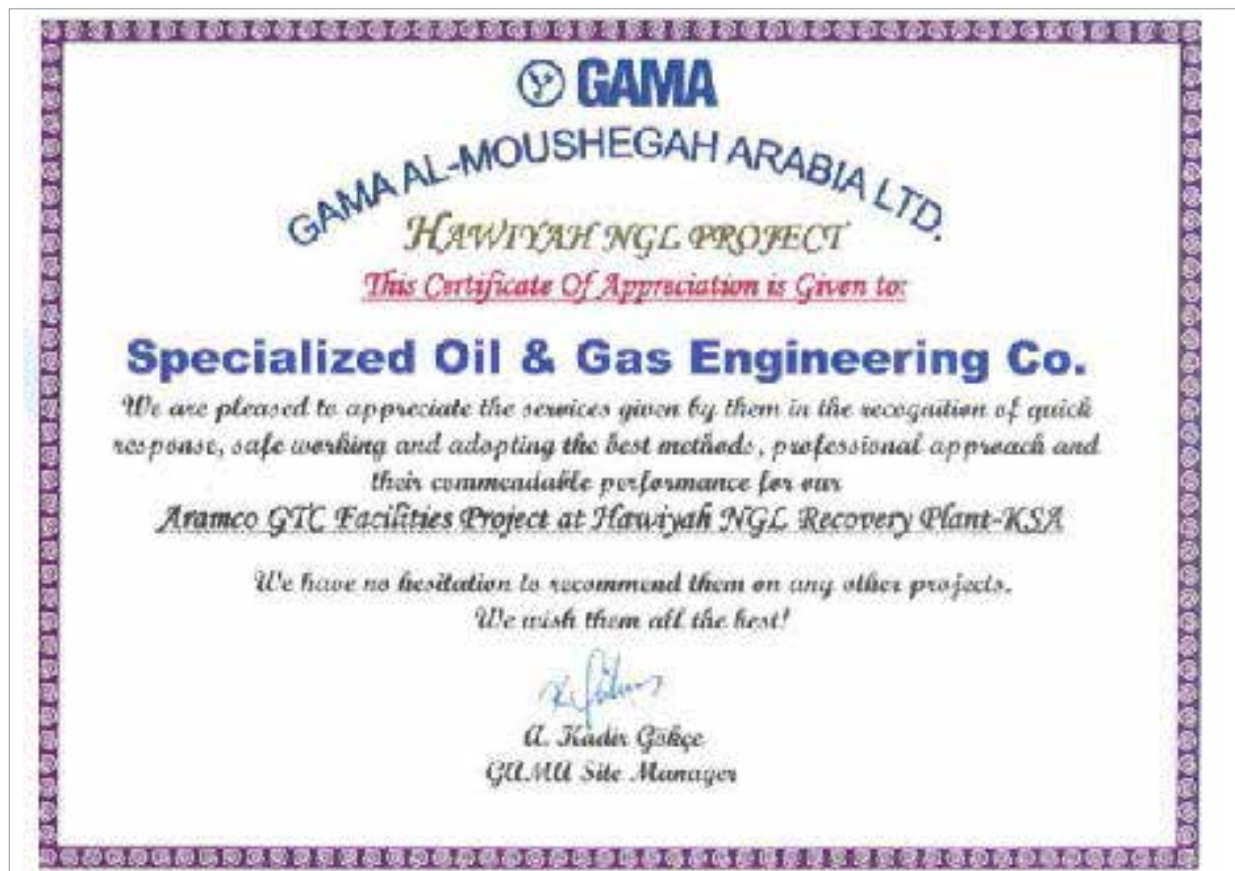 GAMA
GAMA AL-MOUSHEGAH ARABIA LTD.
HAWIYAH NGL PROJECT
This Certificate Of Appreciation is Given to:
Specialized Oil & Gas Engineering Co.
We are pleased to appreciate the services given by them in the recognition of quick
response, safe working and adopting the best methods, professional approach and
their commendable performance for our
Aramco GTC Facilities Project at Hawiyah NGL Recovery Plant-KSA
We have no hesitation to recommend them on any other projects.
We wish them all the best!
A. Kadir Gökçe
GAMA Site Manager